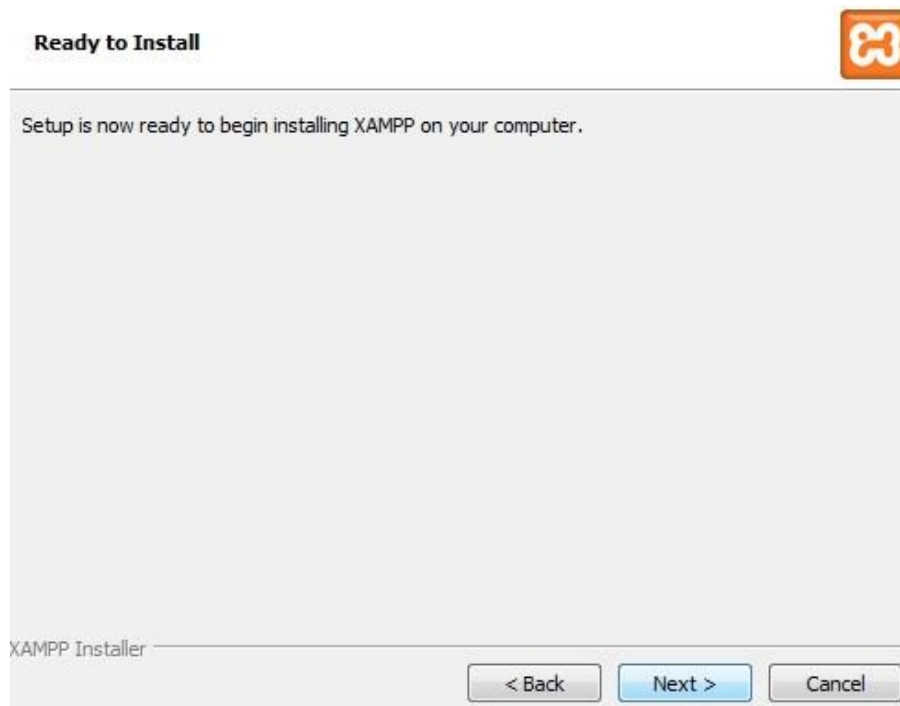 Ready to Install
Setup is now ready to begin installing XAMPP on your computer.
XAMPP Installer
< Back Next > Cancel